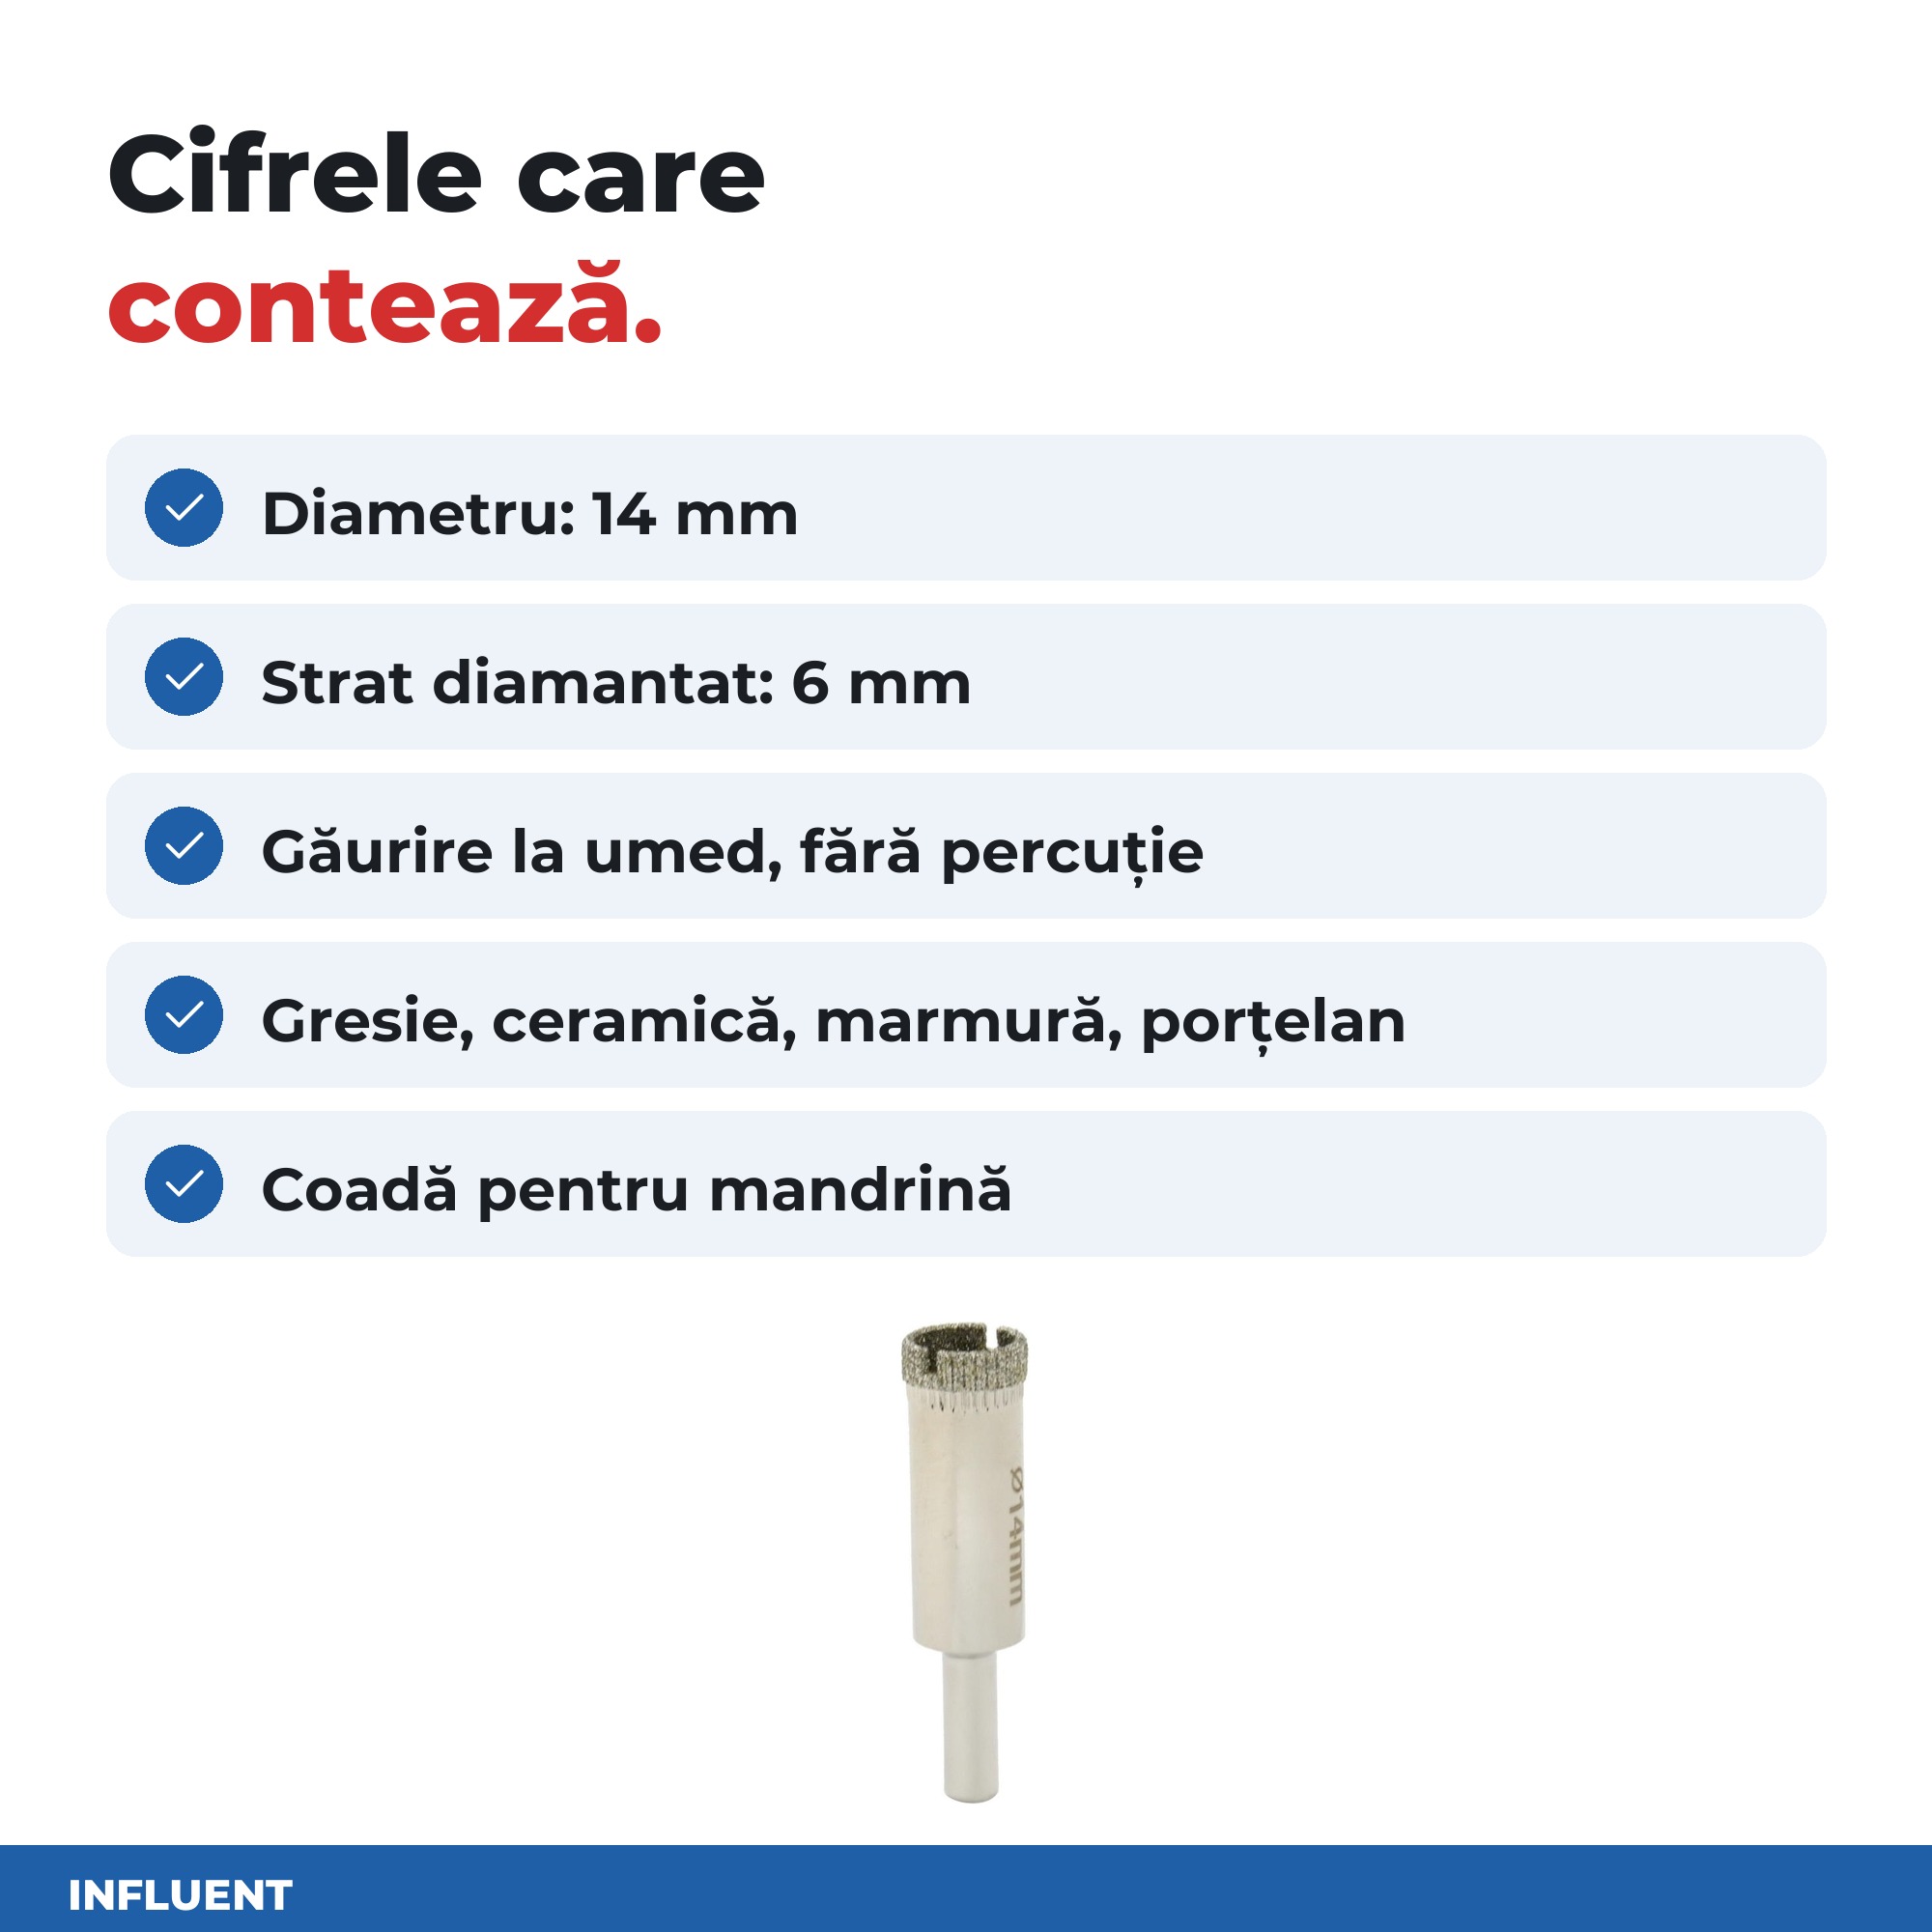 Cifrele care
contează.
Diametru: 14 mm
Strat diamantat: 6 mm
Găurire la umed, fără percuție
Gresie, ceramică, marmură, porțelan
Coadă pentru mandrină
Ø14mm
INFLUENT